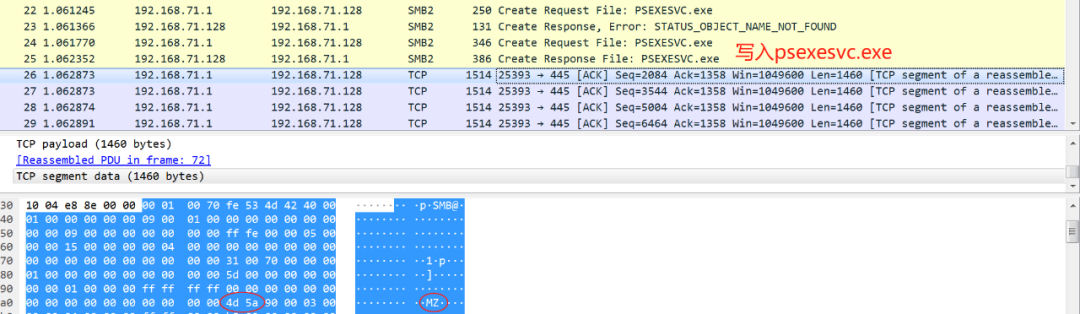 22 1.061245 192.168.71.1 192.168.71.128 SMB2 250 Create Request File: PSEXESVC.exe
23 1.061366 192.168.71.128 192.168.71.1 SMB2 131 Create Response, Error: STATUS_OBJECT_NAME_NOT_FOUND
24 1.061770 192.168.71.1 192.168.71.128 SMB2 346 Create Request File: PSEXESVC.exe
写入psexesvc.exe
25 1.062352 192.168.71.128 192.168.71.1 SMB2 386 Create Response File: PSEXESVC.exe
26 1.062873 192.168.71.1 192.168.71.128 TCP 1514 25393 → 445 [ACK] Seq=2084 Ack=1358 Win=1049600 Len=1460 [TCP segment of a reassemble…
27 1.062873 192.168.71.1 192.168.71.128 TCP 1514 25393 → 445 [ACK] Seq=3544 Ack=1358 Win=1049600 Len=1460 [TCP segment of a reassemble…
28 1.062874 192.168.71.1 192.168.71.128 TCP 1514 25393 → 445 [ACK] Seq=5004 Ack=1358 Win=1049600 Len=1460 [TCP segment of a reassemble…
29 1.062891 192.168.71.1 192.168.71.128 TCP 1514 25393 → 445 [ACK] Seq=6464 Ack=1358 Win=1049600 Len=1460 [TCP segment of a reassemble…
TCP payload (1460 bytes)
[Reassembled PDU in frame: 72]
TCP segment data (1460 bytes)
30 10 04 e8 8e 00 00 00 01 00 70 fe 53 4d 42 40 00 ········ ·p·SMB@·
40 01 00 00 00 00 00 09 00 01 00 00 00 00 00 00 00 ········ ········
50 00 00 09 00 00 00 00 00 00 00 ff fe 00 00 05 00 ········ ········
60 00 00 15 00 00 00 00 04 00 00 00 00 00 00 00 00 ········ ········
70 00 00 00 00 00 00 00 00 00 00 31 00 70 00 00 00 ········ ··1·p···
80 01 00 00 00 00 00 00 00 00 00 5d 00 00 00 00 00 ········ ··]·····
90 00 00 01 00 00 00 ff ff ff ff ff ff 00 00 00 00 ········ ········
a0 00 00 00 00 00 00 00 00 00 00 4d 5a 90 00 03 00 ········ ··MZ····